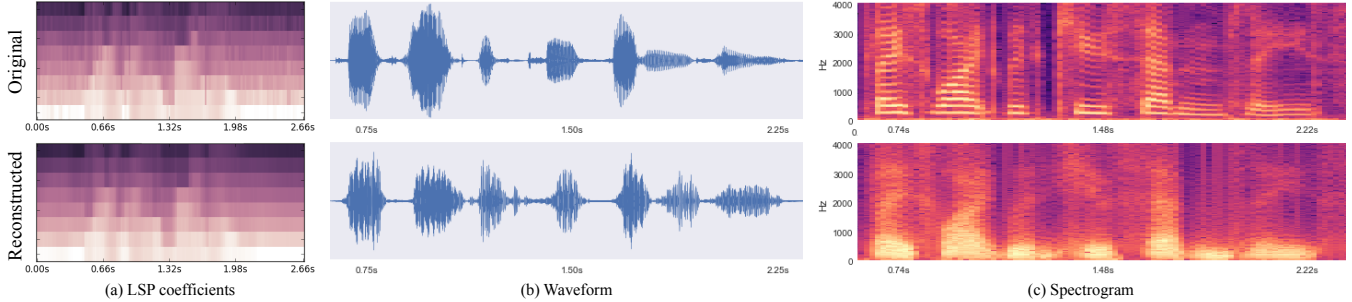 Original
0.00s 0.66s 1.32s 1.98s 2.66s
0.75s 1.50s 2.25s
4000
3000
2000
1000
0
Hz
0 0.74s 1.48s 2.22s
Reconstructed
0.00s 0.66s 1.32s 1.98s 2.66s
0.75s 1.50s 2.25s
4000
3000
2000
1000
0
Hz
0.74s 1.48s 2.22s
(a) LSP coefficients
(b) Waveform
(c) Spectrogram